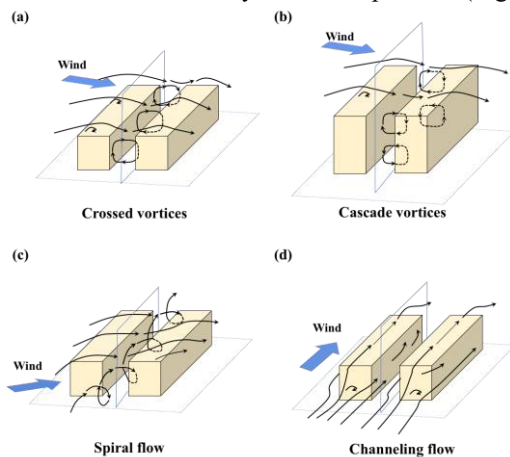 (a)
(b)
Wind
Wind
Crossed vortices
Cascade vortices
(c)
(d)
Wind
Wind
Spiral flow
Channeling flow